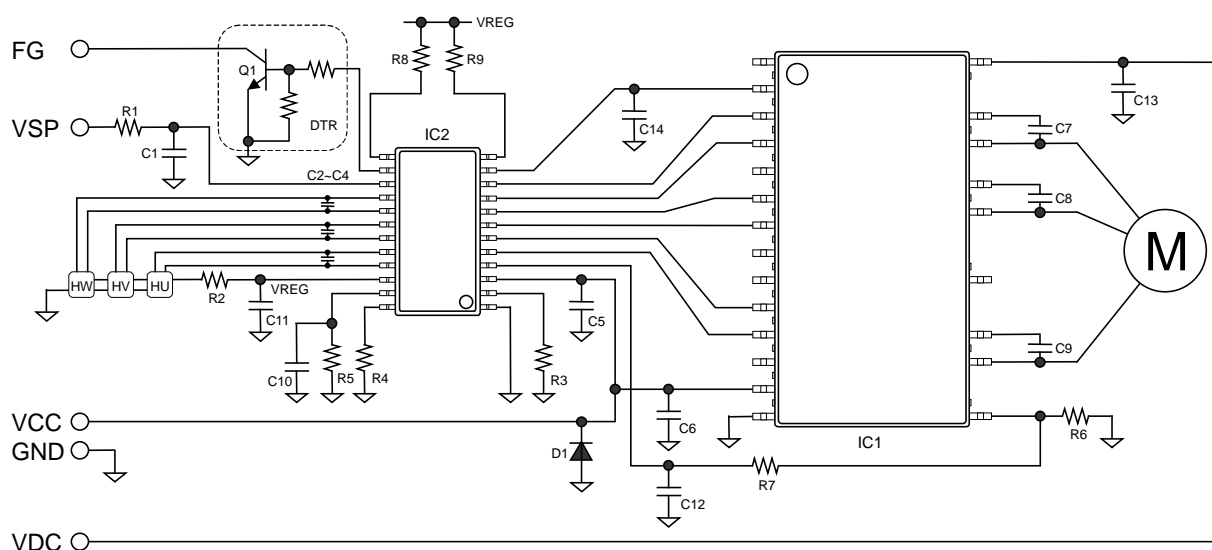 VREG
FG
R8
R9
Q1
DTR
C13
C14
R1
VSP
IC2
C7
C1
C2~C4
C8
M
HW
HV
HU
R2
VREG
C11
C5
C10
R5
R4
R3
C9
VCC
C6
IC1
R6
GND
D1
R7
C12
VDC